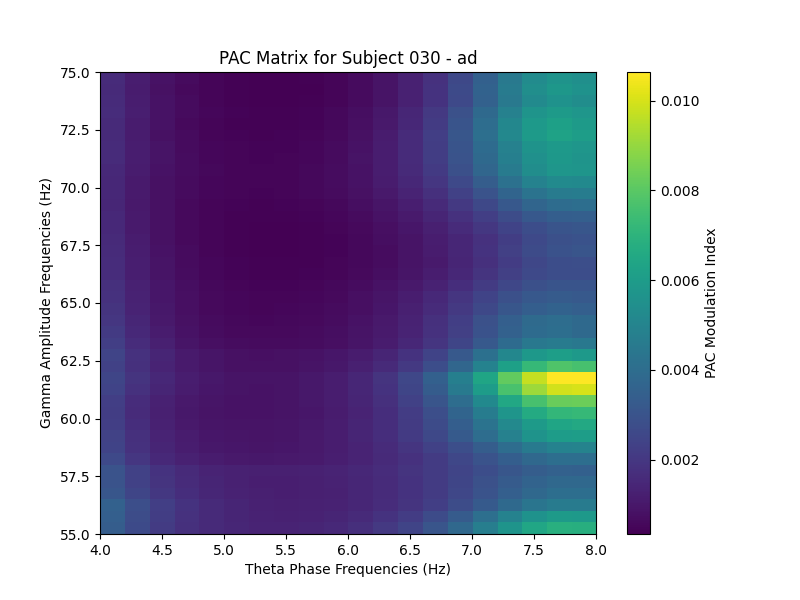 PAC Matrix for Subject 030 - ad
75.0
72.5
70.0
67.5
65.0
62.5
60.0
57.5
55.0
Gamma Amplitude Frequencies (Hz)
4.0 4.5 5.0 5.5 6.0 6.5 7.0 7.5 8.0
Theta Phase Frequencies (Hz)
0.010
0.008
0.006
0.004
0.002
PAC Modulation Index